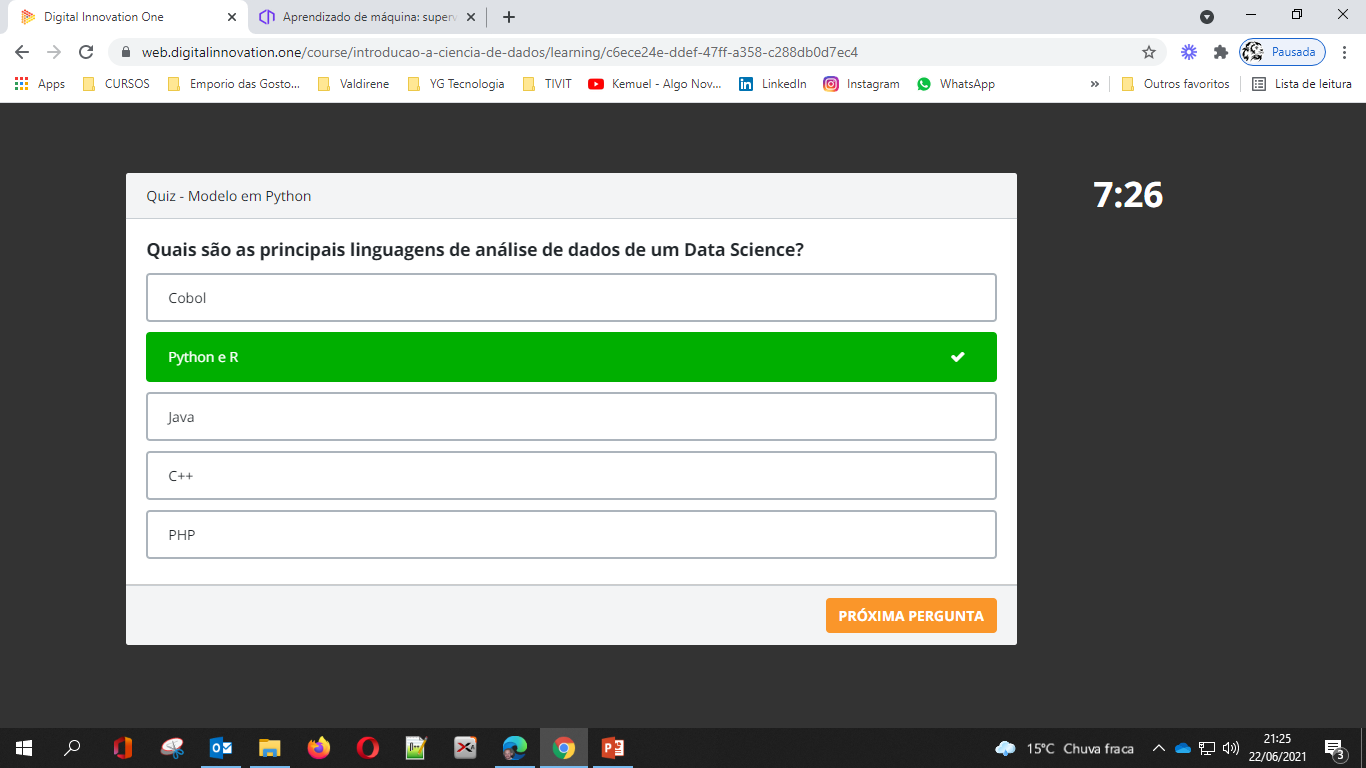 Digital Innovation One
Aprendizado de máquina: superv
web.digitalinnovation.one/course/introducao-a-ciencia-de-dados/learning/c6ece24e-ddef-47ff-a358-c288db0d7ec4
Pausada
Apps
CURSOS
Emporio das Gosto...
Valdirene
YG Tecnologia
TIVIT
Kemuel - Algo Nov...
LinkedIn
Instagram
WhatsApp
»
Outros favoritos
Lista de leitura
Quiz - Modelo em Python
7:26
Quais são as principais linguagens de análise de dados de um Data Science?
Cobol
Python e R
Java
C++
PHP
PRÓXIMA PERGUNTA
15°C Chuva fraca
21:25
22/06/2021
3